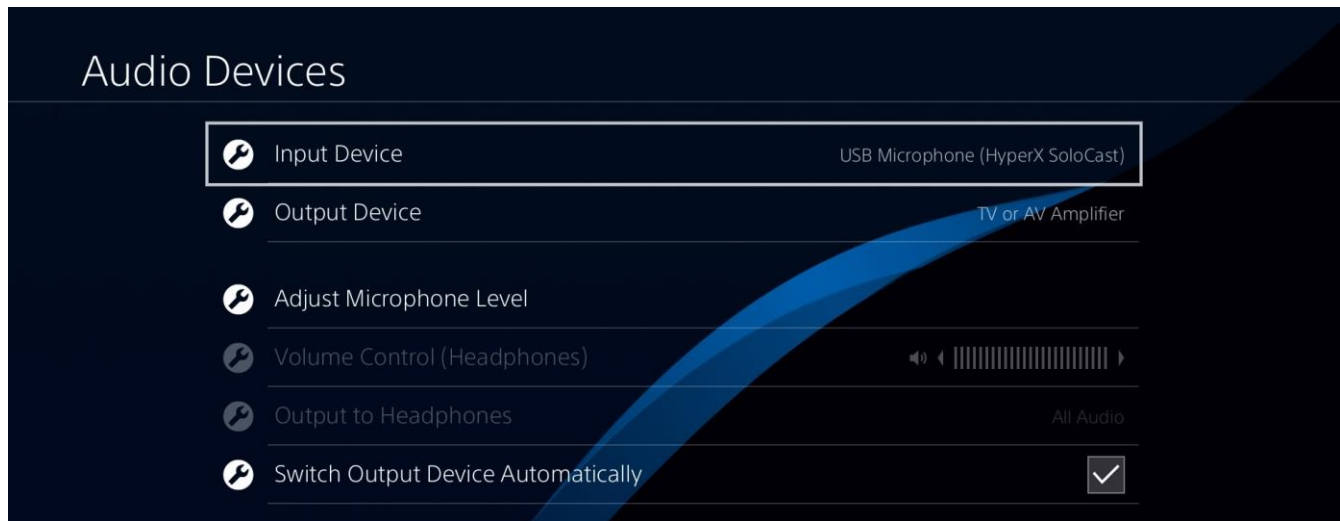 Audio Devices
Input Device USB Microphone (HyperX SoloCast)
Output Device TV or AV Amplifier
Adjust Microphone Level
Volume Control (Headphones)
Output to Headphones All Audio
Switch Output Device Automatically